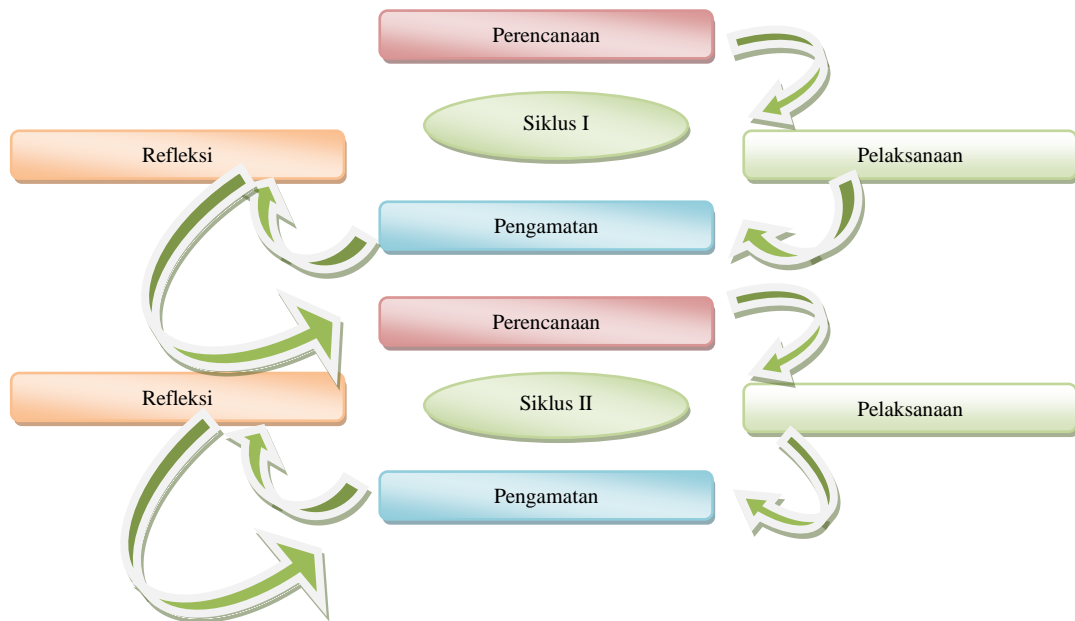 Perencanaan
Siklus I
Refleksi
Pelaksanaan
Pengamatan
Perencanaan
Refleksi
Siklus II
Pelaksanaan
Pengamatan